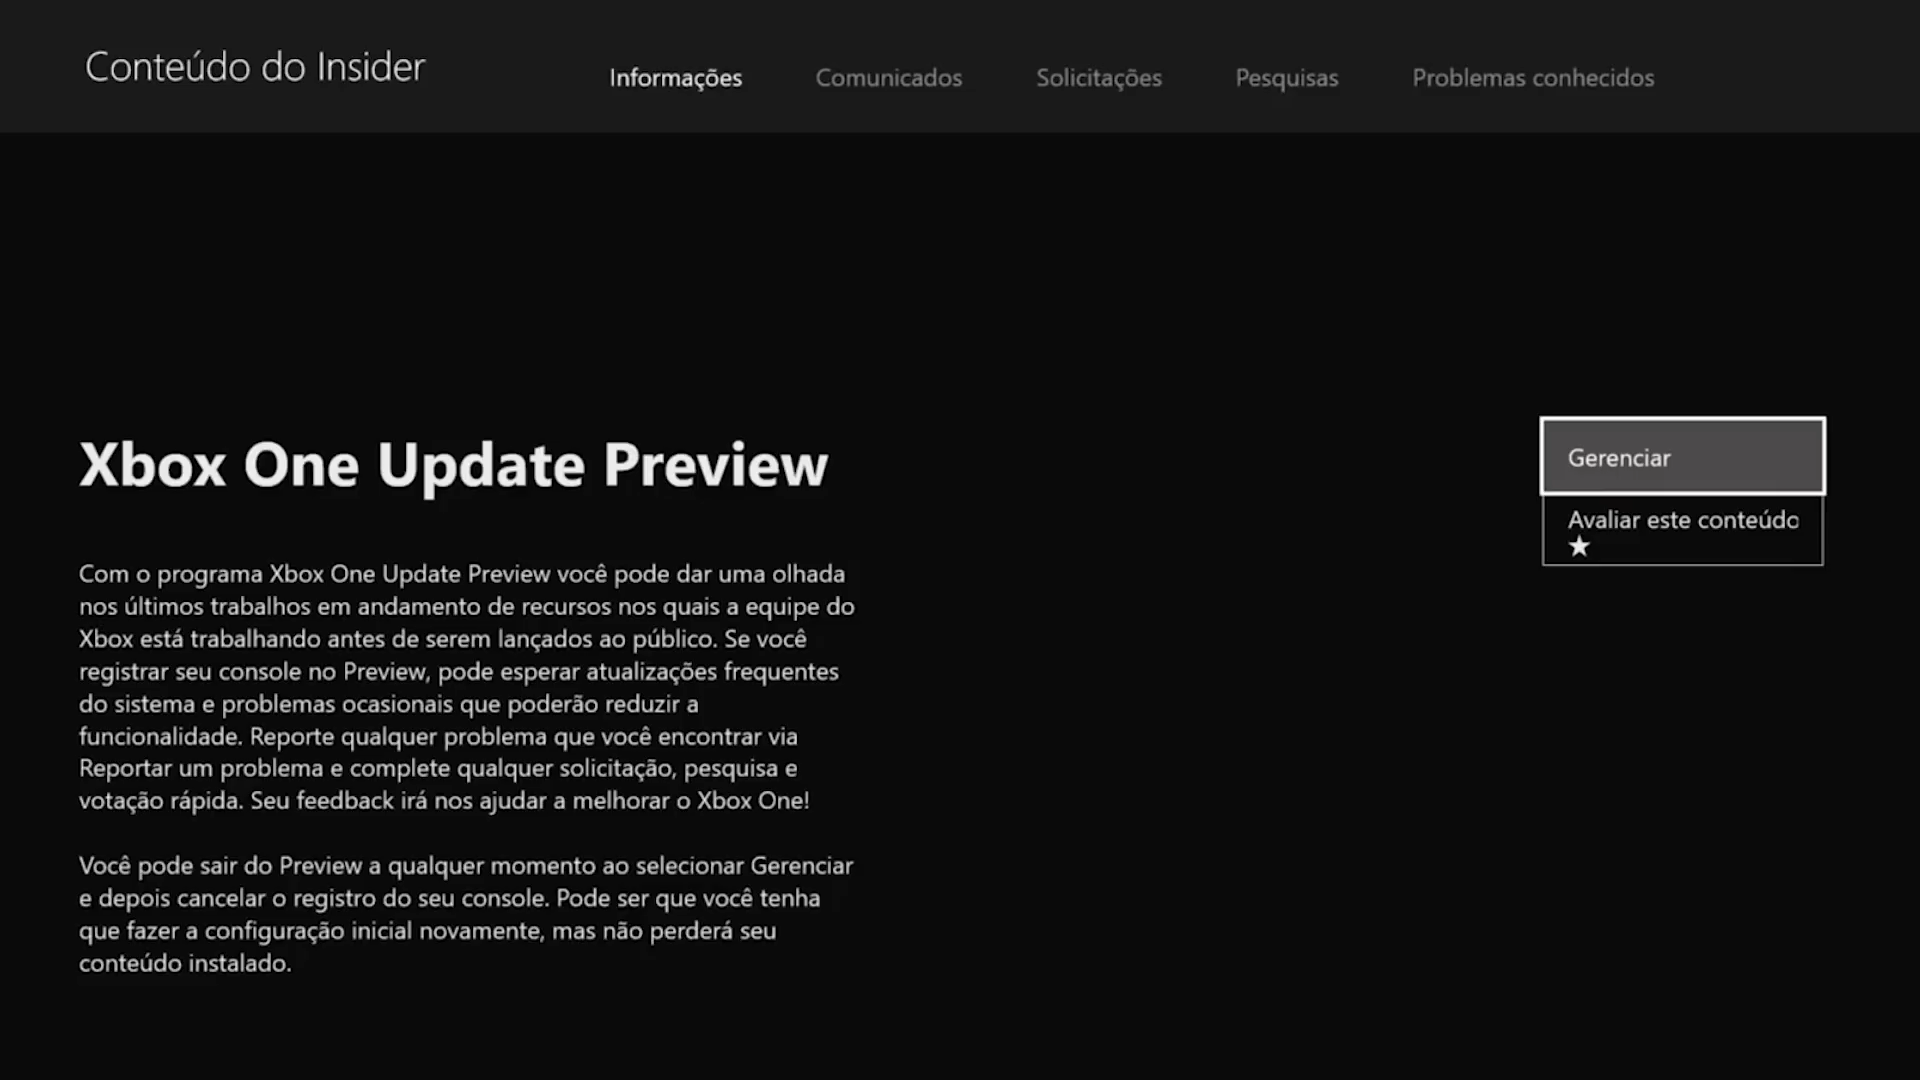 Conteúdo do Insider
Informações
Comunicados
Solicitações
Pesquisas
Problemas conhecidos
Xbox One Update Preview
Com o programa Xbox One Update Preview você pode dar uma olhada
nos últimos trabalhos em andamento de recursos nos quais a equipe do
Xbox está trabalhando antes de serem lançados ao público. Se você
registrar seu console no Preview, pode esperar atualizações frequentes
do sistema e problemas ocasionais que poderão reduzir a
funcionalidade. Reporte qualquer problema que você encontrar via
Reportar um problema e complete qualquer solicitação, pesquisa e
votação rápida. Seu feedback irá nos ajudar a melhorar o Xbox One!
Você pode sair do Preview a qualquer momento ao selecionar Gerenciar
e depois cancelar o registro do seu console. Pode ser que você tenha
que fazer a configuração inicial novamente, mas não perderá seu
conteúdo instalado.
Gerenciar
Avaliar este conteúdo